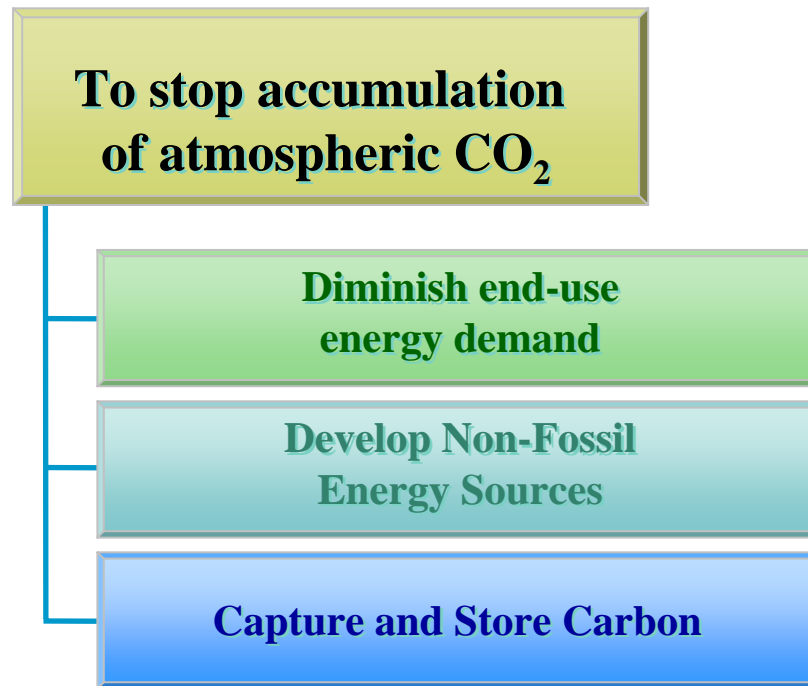 To stop accumulation
of atmospheric CO₂
Diminish end-use
energy demand
Develop Non-Fossil
Energy Sources
Capture and Store Carbon